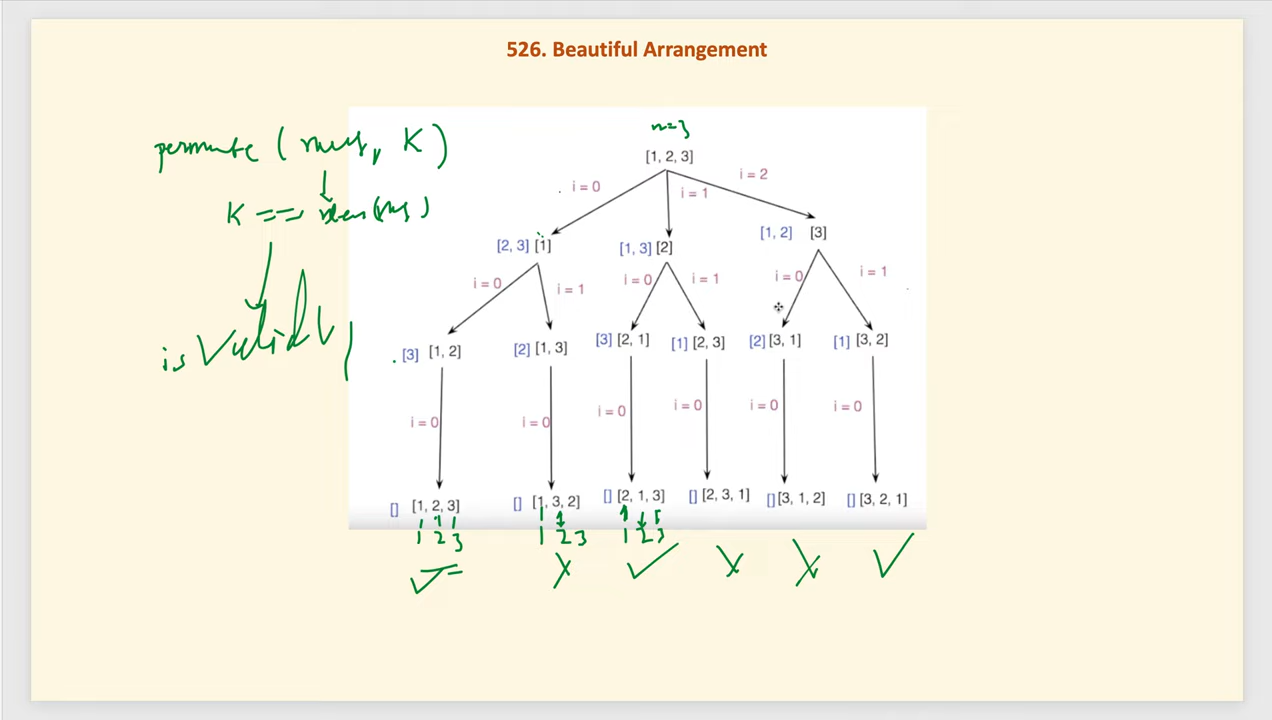 526. Beautiful Arrangement
permute ( nums, K )
K == len(nums)
isValid
n=3
[1, 2, 3]
i = 0 i = 1 i = 2
[2, 3] [1] [1, 3] [2] [1, 2] [3]
i = 0 i = 1 i = 0 i = 1 i = 0 i = 1
[3] [1, 2] [2] [1, 3] [3] [2, 1] [1] [2, 3] [2] [3, 1] [1] [3, 2]
i = 0 i = 0 i = 0 i = 0 i = 0 i = 0
[] [1, 2, 3] [] [1, 3, 2] [] [2, 1, 3] [] [2, 3, 1] [] [3, 1, 2] [] [3, 2, 1]
1 2 3 1 2 3 1 2 3